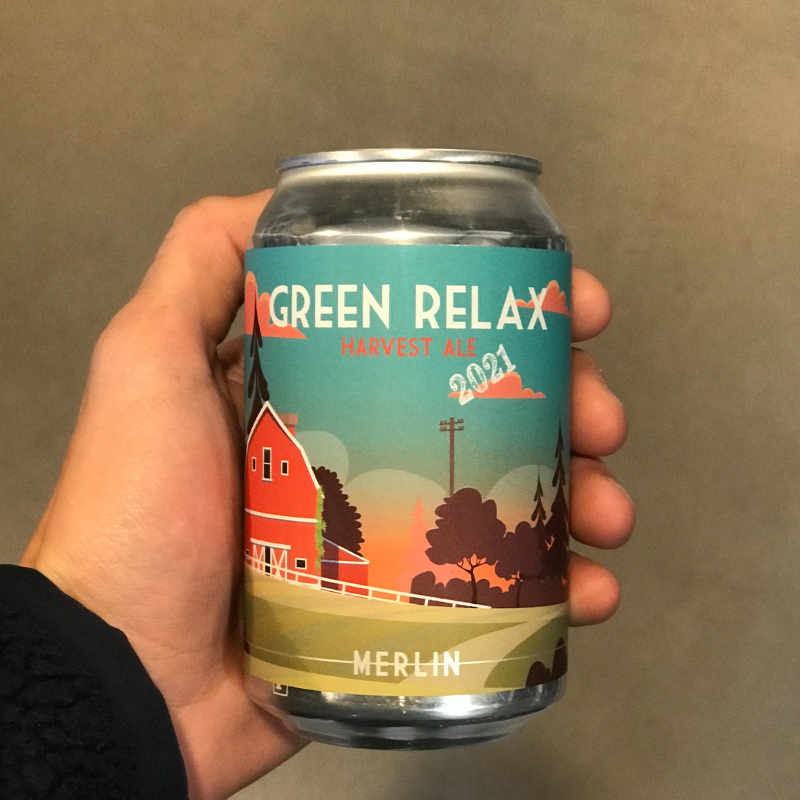 GREEN RELAX
HARVEST ALE
2021
MERLIN